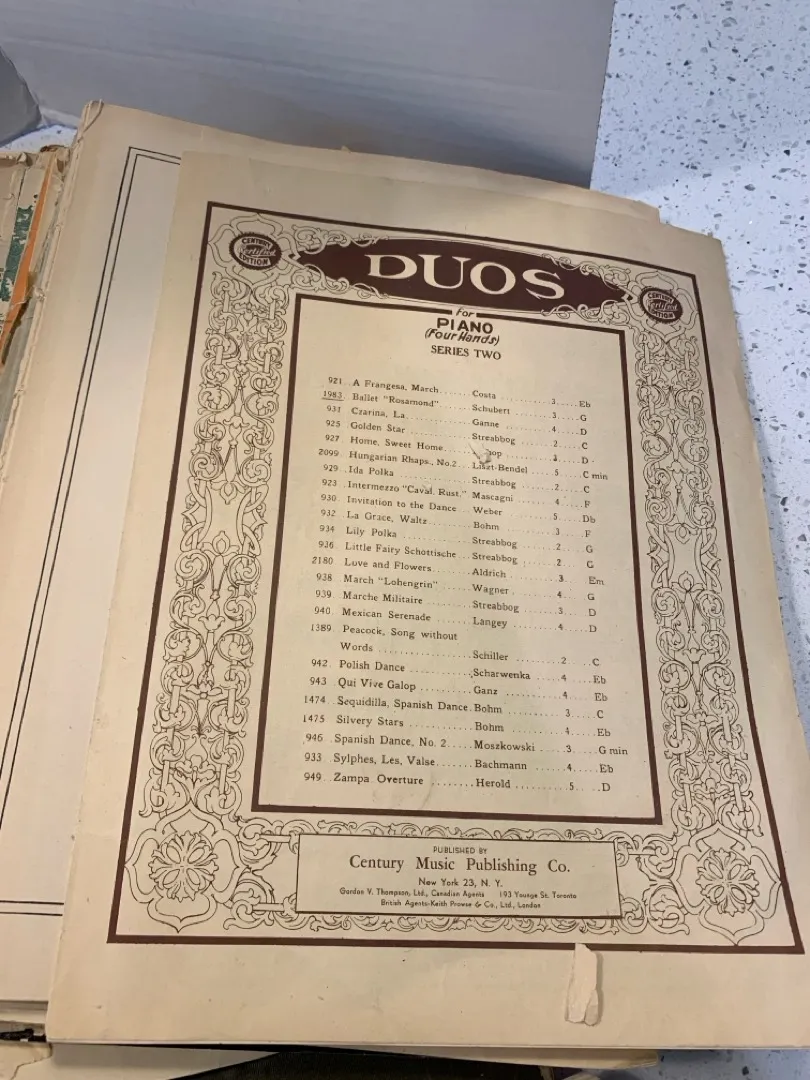 CENTURY Certified EDITION
DUOS
CENTURY Certified EDITION
For
PIANO
(Four Hands)
SERIES TWO
921 .. A Frangesa, March ...... Costa .......... 3 ..... Eb
1983 .. Ballet "Rosamond" ..... Schubert ....... 3 ..... G
931 .. Czarina, La ............ Ganne .......... 4 ..... D
925 .. Golden Star ............ Streabbog ...... 2 ..... C
927 .. Home, Sweet Home ....... 3 ..... D
2099 .. Hungarian Rhaps., No.2 .. Liszt-Bendel .. 5 ..... C min
929 .. Ida Polka .............. Streabbog ...... 2 ..... C
923 .. Intermezzo "Caval. Rust." Mascagni ...... 4 ..... F
930 .. Invitation to the Dance .. Weber ........ 5 ..... Db
932 .. La Grace, Waltz ........ Bohm ........... 3 ..... F
934 .. Lily Polka ............. Streabbog ...... 2 ..... G
936 .. Little Fairy Schottische .. Streabbog ... 2 ..... G
2180 .. Love and Flowers ....... Aldrich ........ 3 ..... Em
938 .. March "Lohengrin" ...... Wagner ......... 4 ..... G
939 .. Marche Militaire ....... Streabbog ...... 3 ..... D
940 .. Mexican Serenade ....... Langey ......... 4 ..... D
1389 .. Peacock, Song without
Words .................. Schiller ....... 2 ..... C
942 .. Polish Dance ........... Scharwenka ..... 4 ..... Eb
943 .. Qui Vive Galop ......... Ganz ........... 4 ..... Eb
1474 .. Sequidilla, Spanish Dance . Bohm ........ 3 ..... C
1475 .. Silvery Stars .......... Bohm ........... 4 ..... Eb
946 .. Spanish Dance, No. 2 ..... Moszkowski ... 3 ..... G min
933 .. Sylphes, Les, Valse ...... Bachmann ..... 4 ..... Eb
949 .. Zampa Overture ......... Herold ......... 5 ..... D
PUBLISHED BY
Century Music Publishing Co.
New York 23, N. Y.
Gordon V. Thompson, Ltd., Canadian Agents 193 Younge St. Toronto
British Agents-Keith Prowse & Co., Ltd., London